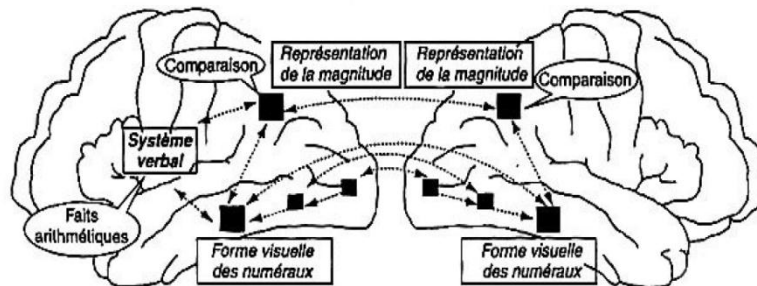 Comparaison
Représentation
de la magnitude
Représentation
de la magnitude
Comparaison
Système
verbal
Faits
arithmétiques
Forme visuelle
des numéraux
Forme visuelle
des numéraux